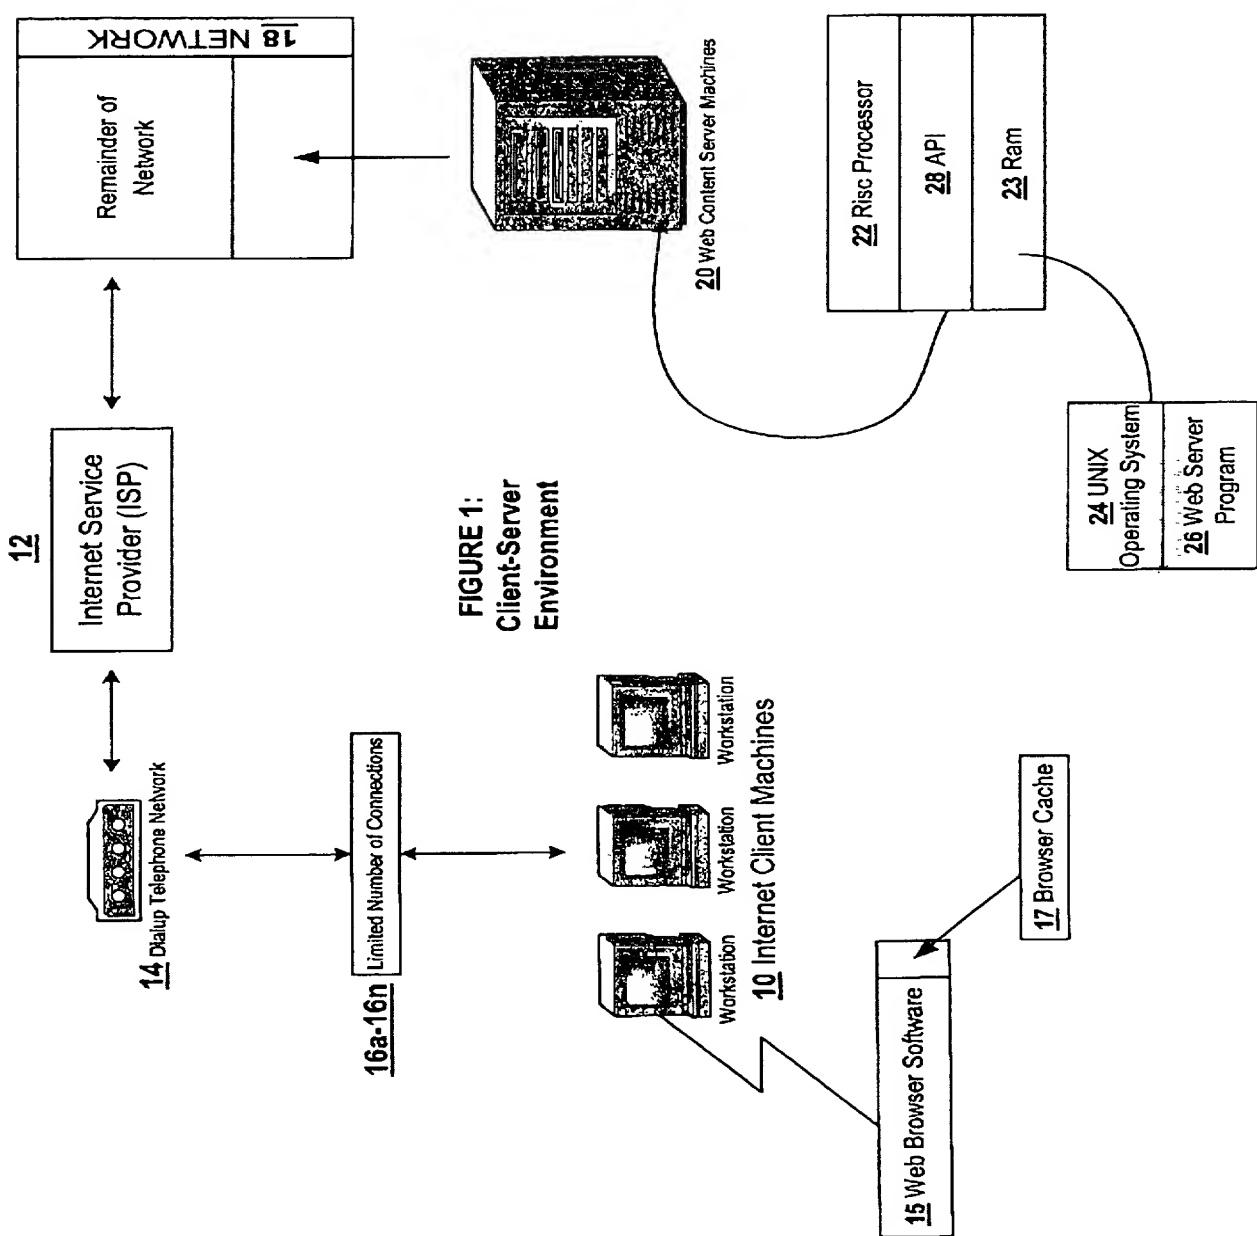 12
Internet Service
Provider (ISP)
Remainder of
Network
18 NETWORK
14 Dialup Telephone Network
16a-16n
Limited Number of Connections
FIGURE 1:
Client-Server
Environment
20 Web Content Server Machines
Workstation
Workstation
Workstation
10 Internet Client Machines
15 Web Browser Software
17 Browser Cache
22 Risc Processor
28 API
23 Ram
24 UNIX
Operating System
26 Web Server
Program